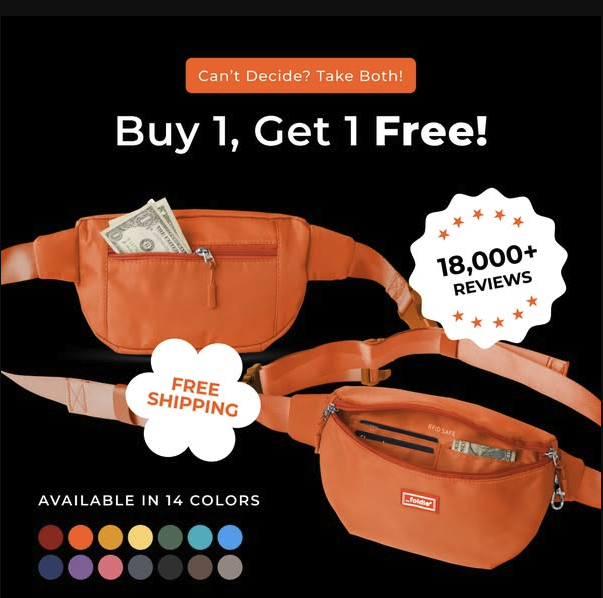 Can't Decide? Take Both!
Buy 1, Get 1 Free!
18,000+
REVIEWS
FREE
SHIPPING
RFID SAFE
foldie
AVAILABLE IN 14 COLORS